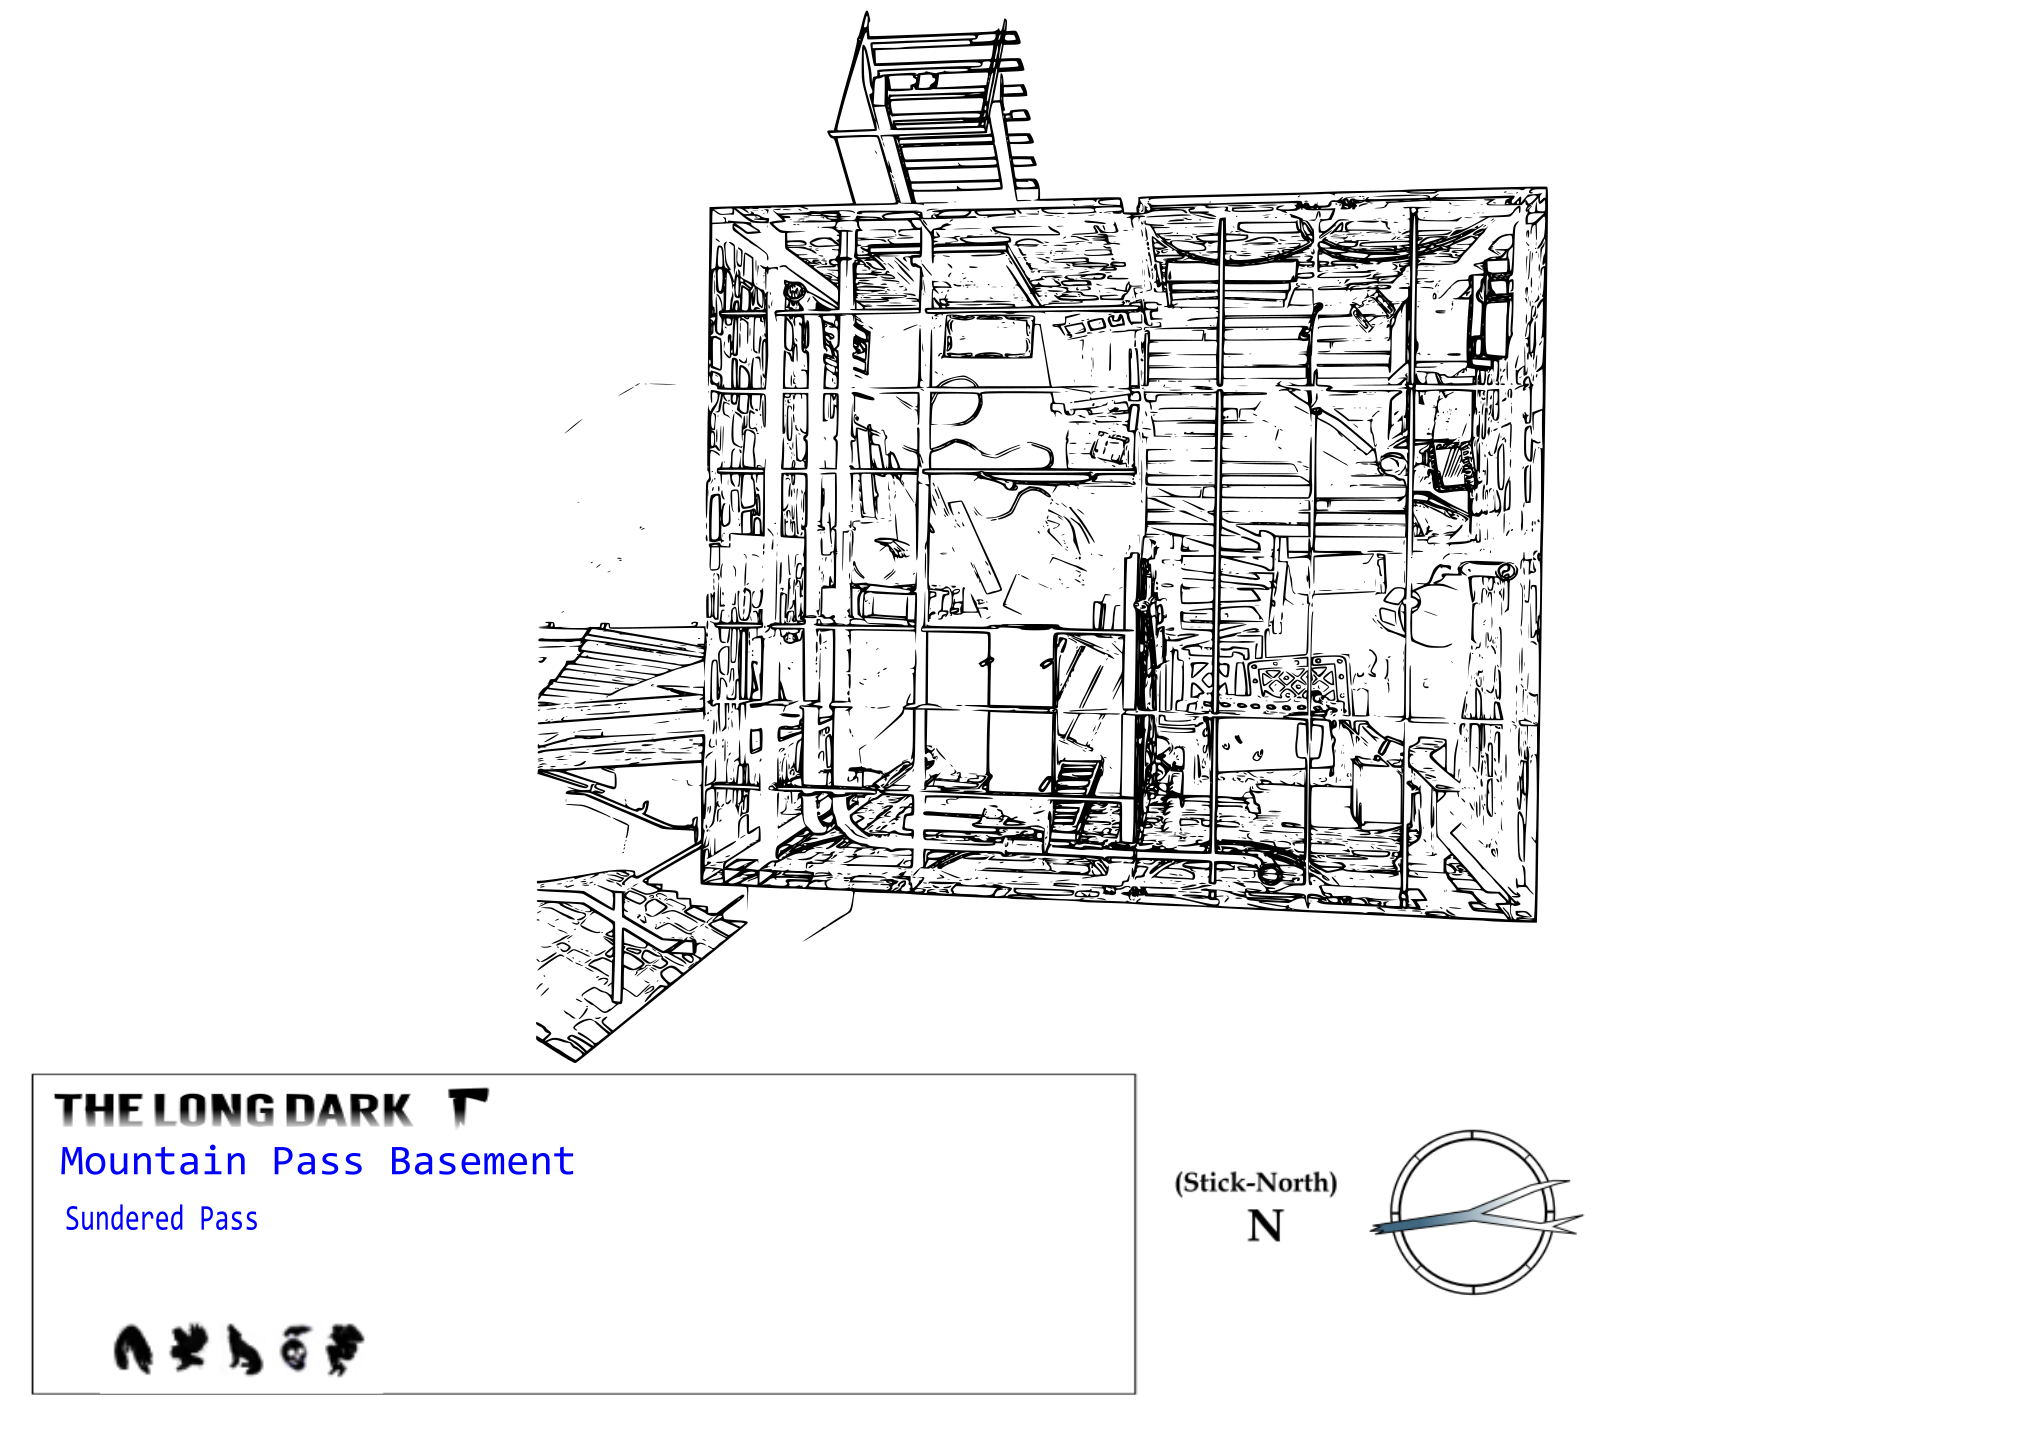 THE LONG DARK
Mountain Pass Basement
Sundered Pass
(Stick-North)
N